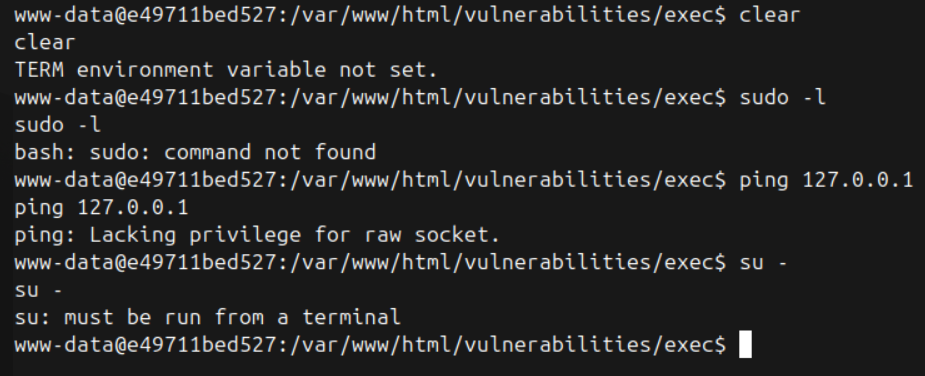 www-data@e49711bed527:/var/www/html/vulnerabilities/exec$ clear
clear
TERM environment variable not set.
www-data@e49711bed527:/var/www/html/vulnerabilities/exec$ sudo -l
sudo -l
bash: sudo: command not found
www-data@e49711bed527:/var/www/html/vulnerabilities/exec$ ping 127.0.0.1
ping 127.0.0.1
ping: Lacking privilege for raw socket.
www-data@e49711bed527:/var/www/html/vulnerabilities/exec$ su -
su -
su: must be run from a terminal
www-data@e49711bed527:/var/www/html/vulnerabilities/exec$